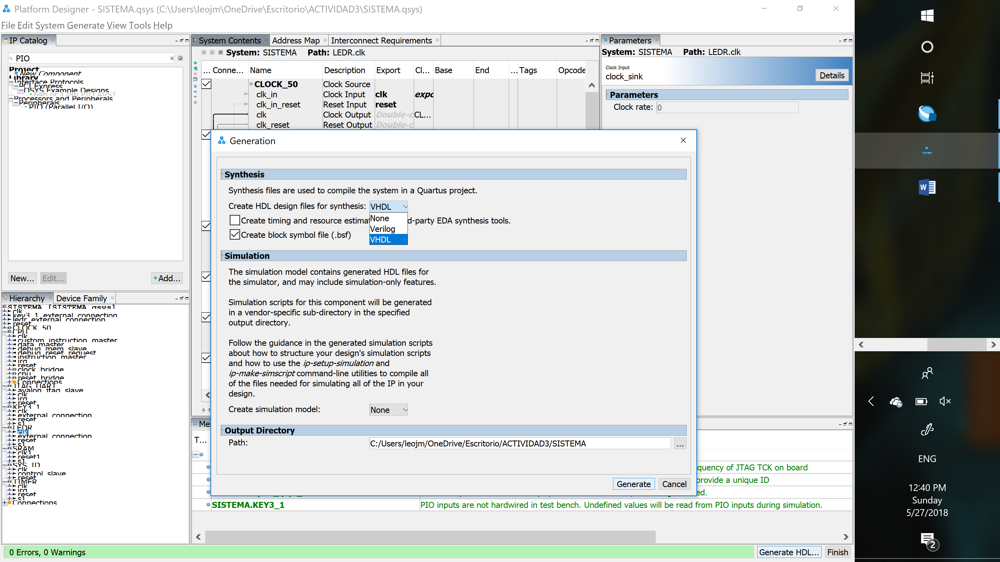 Platform Designer - SISTEMA.qsys (C:\Users\leojm\OneDrive\Escritorio\ACTIVIDAD3\SISTEMA.qsys)
File Edit System Generate View Tools Help
IP Catalog
PIO
Project
New Component
Library
Interface Protocols
PCI Express
QSYS Example Designs
64b or 128b PIO AVST
Processors and Peripherals
Peripherals
PIO (Parallel I/O)
New... Edit... Add...
Hierarchy Device Family
SISTEMA [SISTEMA.qsys]
clk
key3_1_external_connection
ledr_external_connection
reset
CLOCK_50
CPU
clk
custom_instruction_master
data_master
debug_mem_slave
debug_reset_request
instruction_master
irq
reset
clock_bridge
cpu
reset_bridge
Connections
JTAG_UART
avalon_jtag_slave
clk
irq
reset
KEY3_1
clk
external_connection
reset
s1
LEDR
clk
external_connection
reset
s1
SRAM
clk1
reset1
s1
SYS_ID
clk
control_slave
reset
TIMER
clk
irq
reset
s1
Connections
System Contents Address Map Interconnect Requirements
System: SISTEMA Path: LEDR.clk
... Conne... Name Description Export Cl... Base End ... Tags Opcode
CLOCK_50 Clock Source
clk_in Clock Input clk expo
clk_in_reset Reset Input reset
clk Clock Output Double-c CL...
clk_reset Reset Output Double-c
Parameters
System: SISTEMA Path: LEDR.clk
Clock Input
clock_sink
Details
Parameters
Clock rate: 0
Generation
Synthesis
Synthesis files are used to compile the system in a Quartus project.
Create HDL design files for synthesis: VHDL
None
Verilog
VHDL
Create timing and resource estimat d-party EDA synthesis tools.
Create block symbol file (.bsf)
Simulation
The simulation model contains generated HDL files for
the simulator, and may include simulation-only features.
Simulation scripts for this component will be generated
in a vendor-specific sub-directory in the specified
output directory.
Follow the guidance in the generated simulation scripts
about how to structure your design's simulation scripts
and how to use the ip-setup-simulation and
ip-make-simscript command-line utilities to compile all
of the files needed for simulating all of the IP in your
design.
Create simulation model: None
Output Directory
Path: C:/Users/leojm/OneDrive/Escritorio/ACTIVIDAD3/SISTEMA ...
Generate Cancel
Me
T...
quency of JTAG TCK on board
provide a unique ID
ed.
SISTEMA.KEY3_1 PIO inputs are not hardwired in test bench. Undefined values will be read from PIO inputs during simulation.
0 Errors, 0 Warnings
Generate HDL... Finish
W
ENG
12:40 PM
Sunday
5/27/2018
2